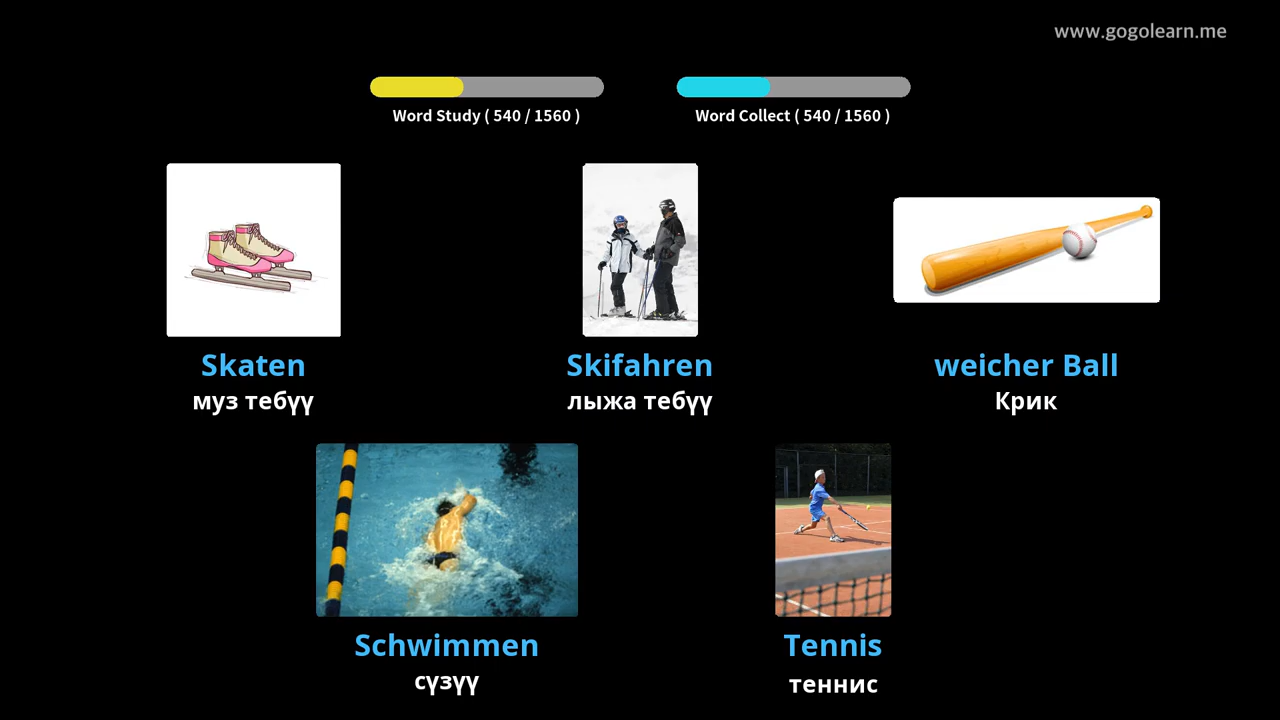 www.gogolearn.me
Word Study ( 540 / 1560 )
Word Collect ( 540 / 1560 )
Skaten
муз тебүү
Skifahren
лыжа тебүү
weicher Ball
Крик
Schwimmen
сүзүү
Tennis
теннис